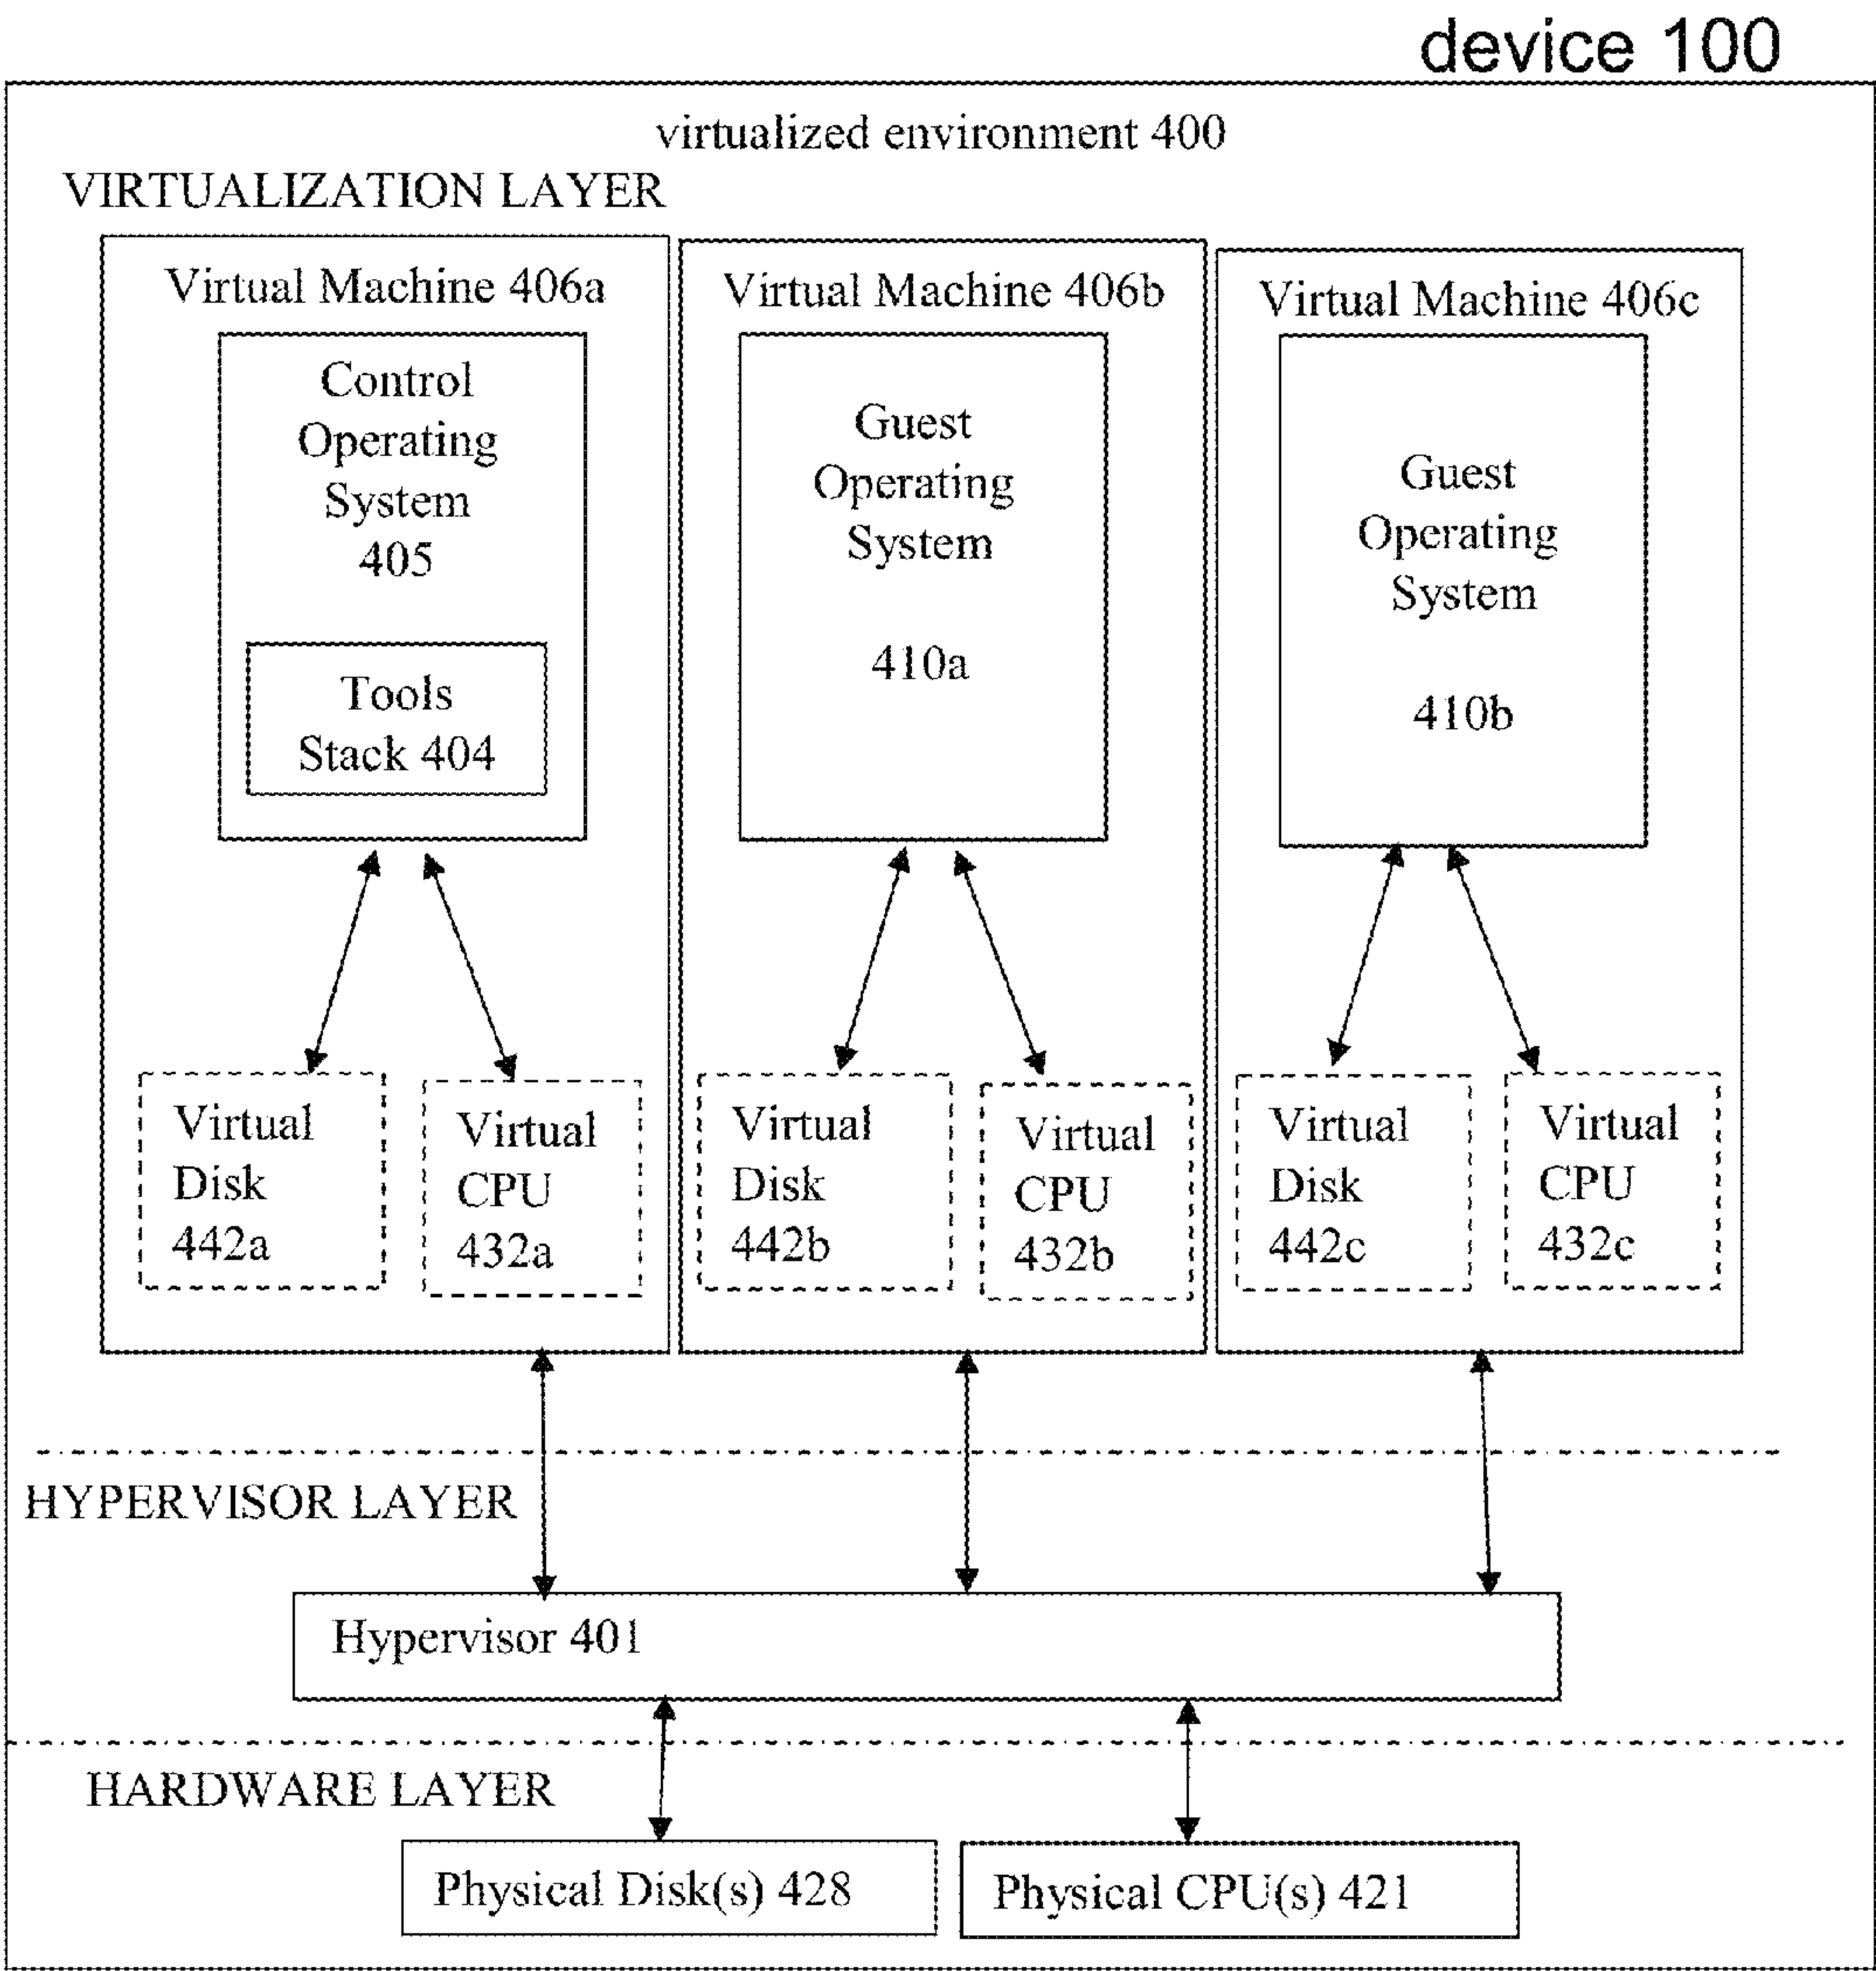 device 100
virtualized environment 400
VIRTUALIZATION LAYER
Virtual Machine 406a
Control
Operating
System
405
Tools
Stack 404
Virtual
Disk
442a
Virtual
CPU
432a
Virtual Machine 406b
Guest
Operating
System
410a
Virtual
Disk
442b
Virtual
CPU
432b
Virtual Machine 406c
Guest
Operating
System
410b
Virtual
Disk
442c
Virtual
CPU
432c
HYPERVISOR LAYER
Hypervisor 401
HARDWARE LAYER
Physical Disk(s) 428
Physical CPU(s) 421